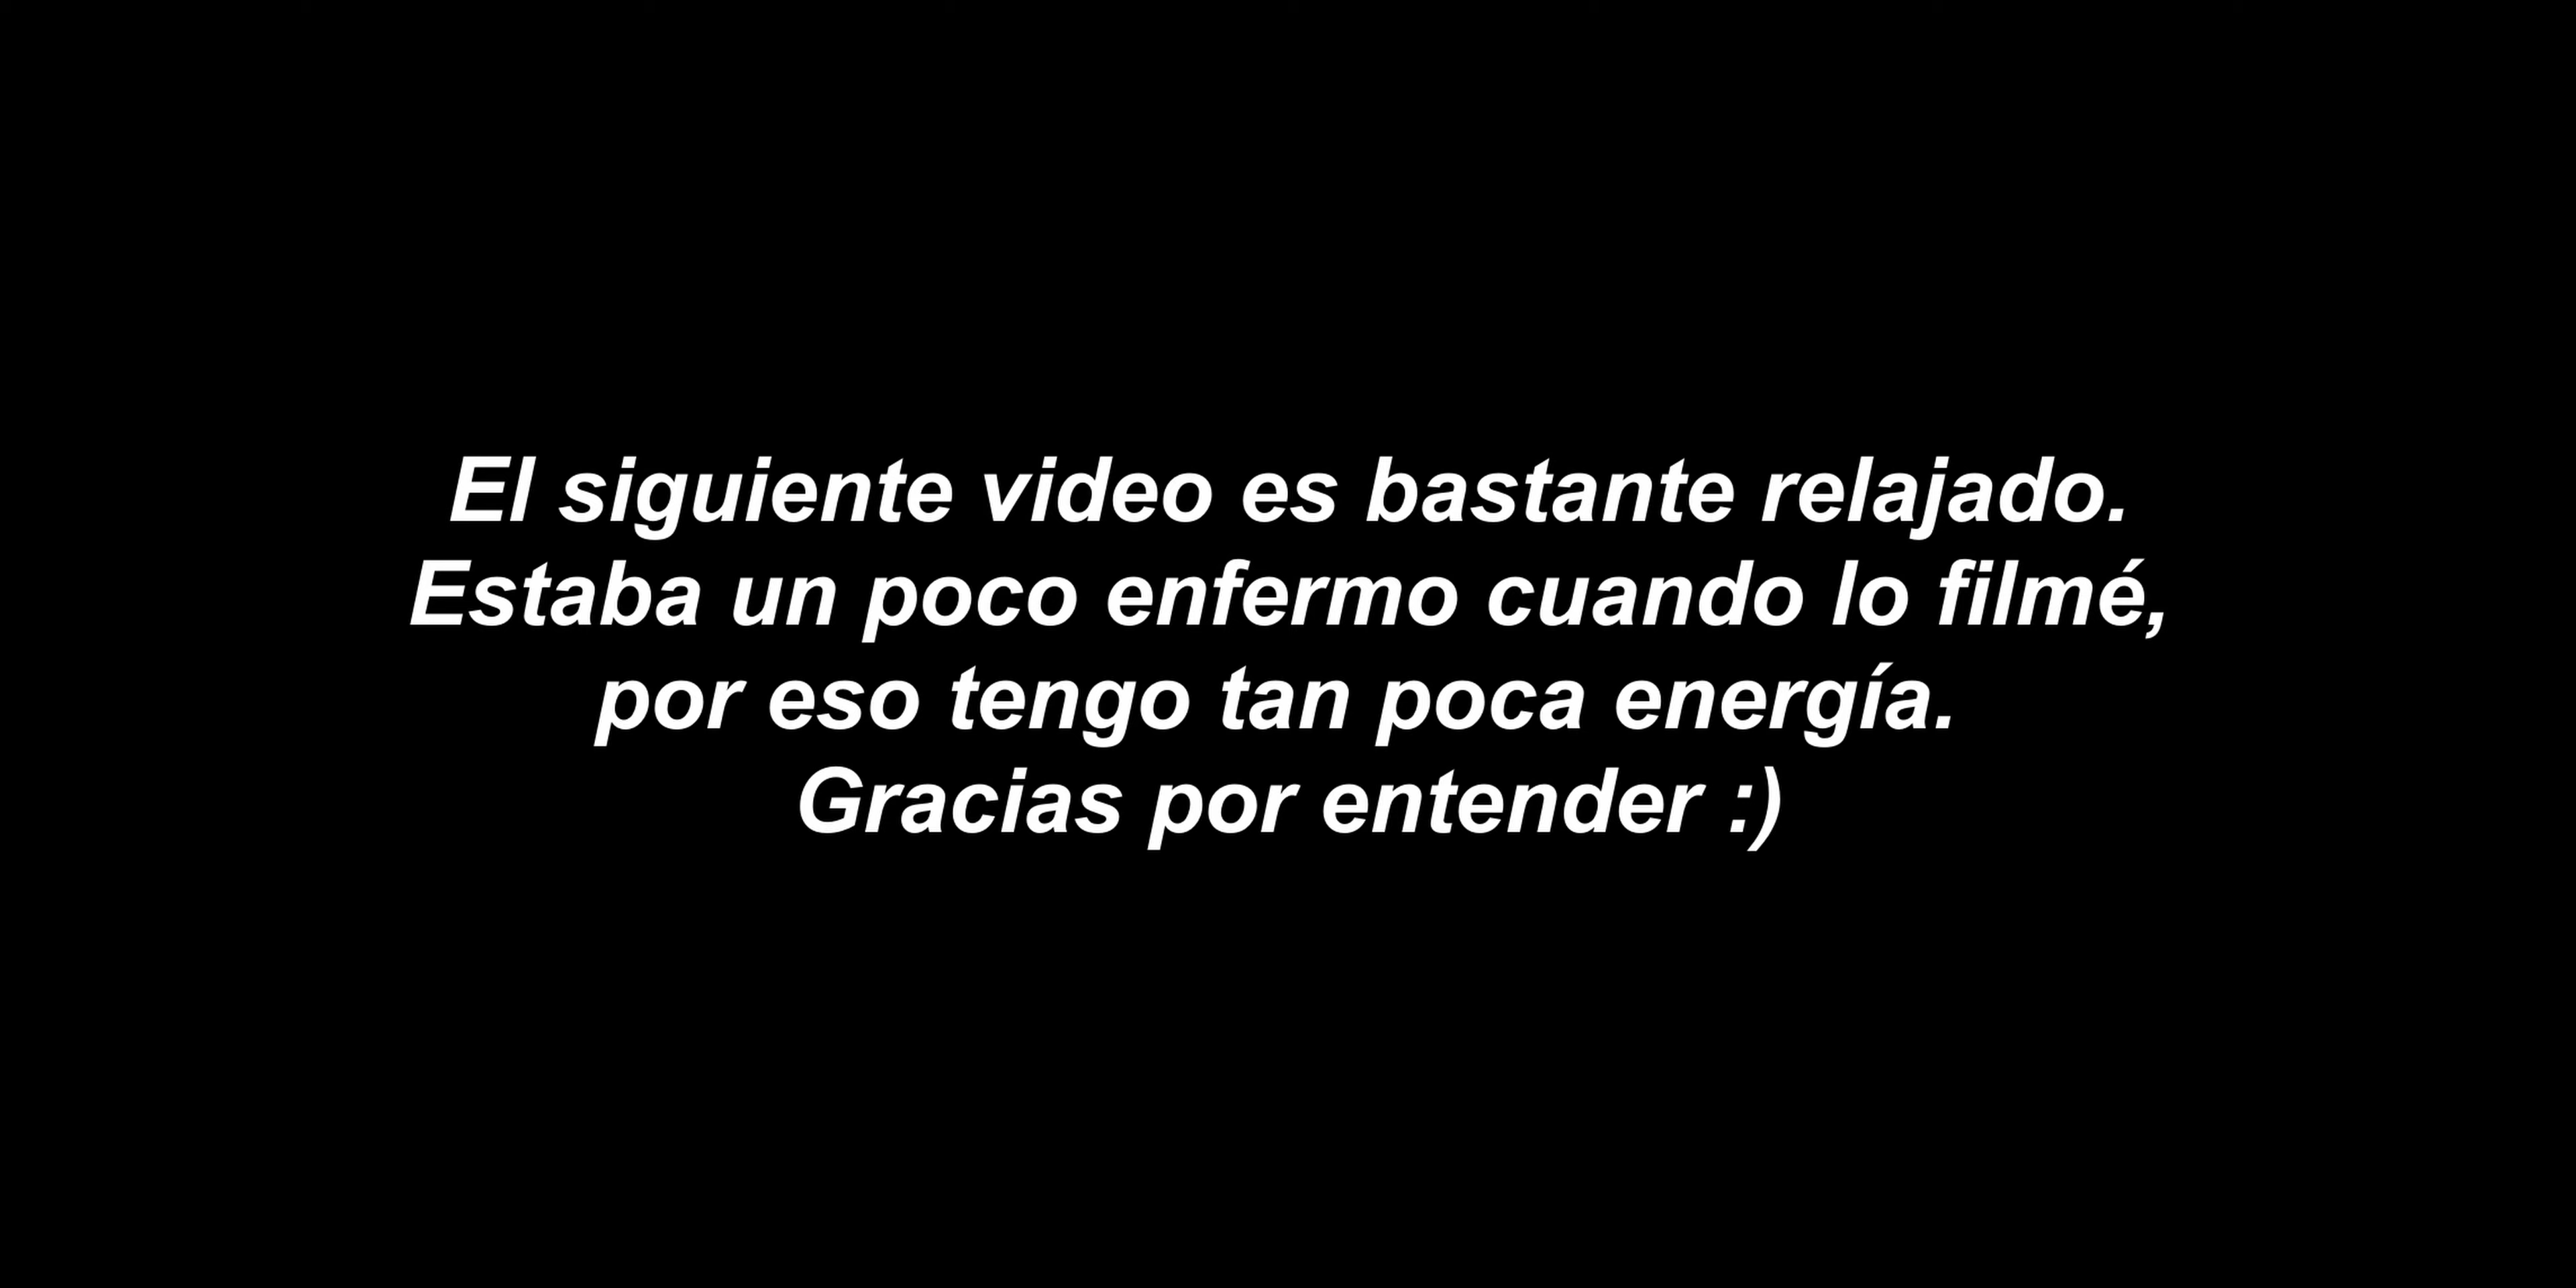 El siguiente video es bastante relajado.
Estaba un poco enfermo cuando lo filmé,
por eso tengo tan poca energía.
Gracias por entender :)